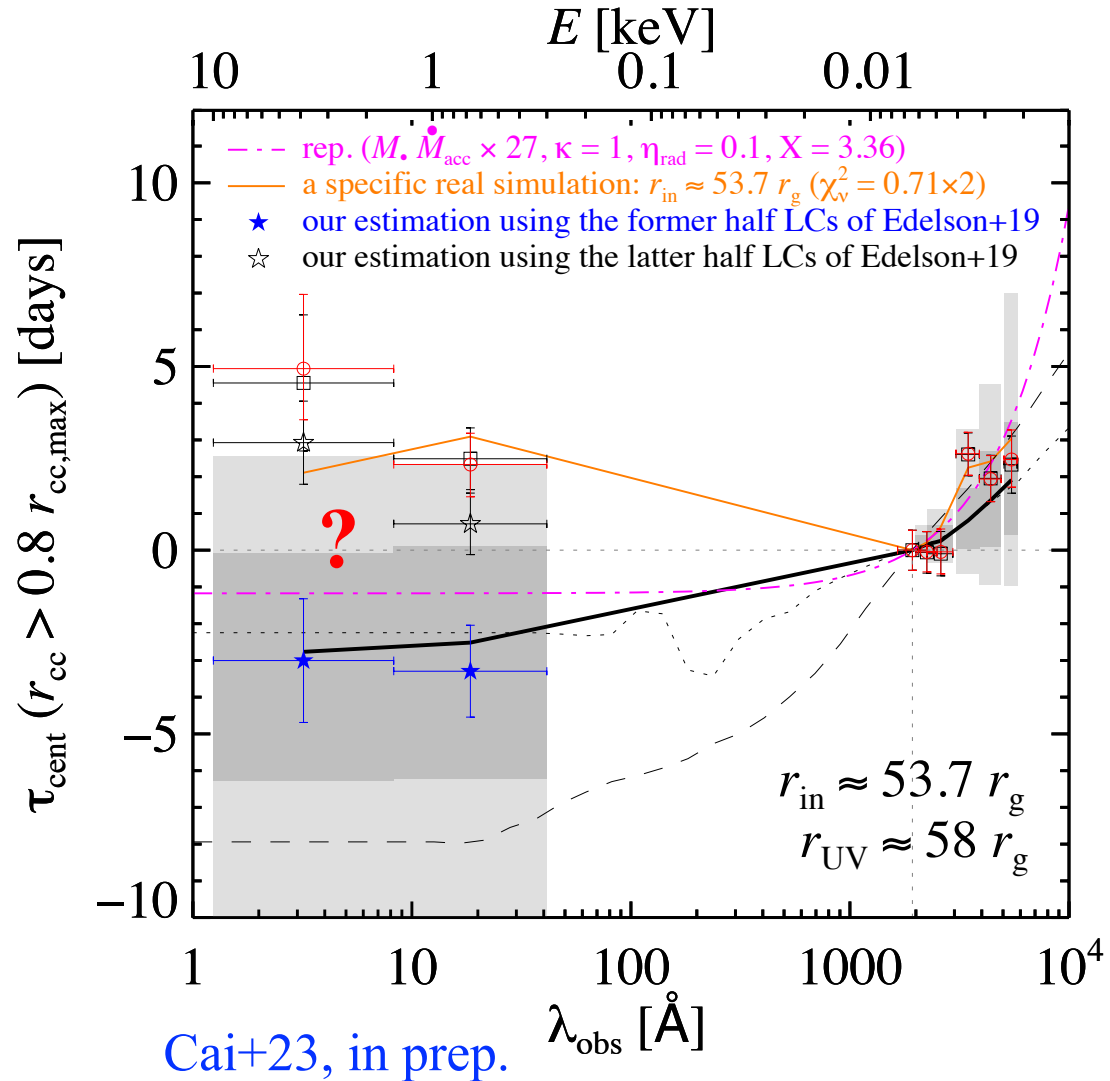 E [keV]
10 1 0.1 0.01
rep. (M• Ṁacc × 27, κ = 1, ηrad = 0.1, X = 3.36)
a specific real simulation: rin ≈ 53.7 rg (χν² = 0.71×2)
our estimation using the former half LCs of Edelson+19
our estimation using the latter half LCs of Edelson+19
10
5
0
−5
−10
τcent (rcc > 0.8 rcc,max) [days]
?
rin ≈ 53.7 rg
rUV ≈ 58 rg
1 10 100 1000 10⁴
λobs [Å]
Cai+23, in prep.